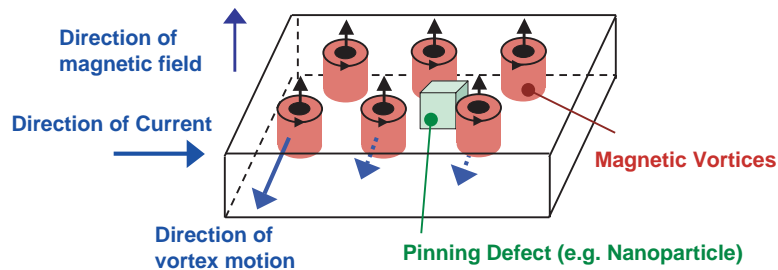 Direction of
magnetic field
Direction of Current
Magnetic Vortices
Direction of
vortex motion
Pinning Defect (e.g. Nanoparticle)